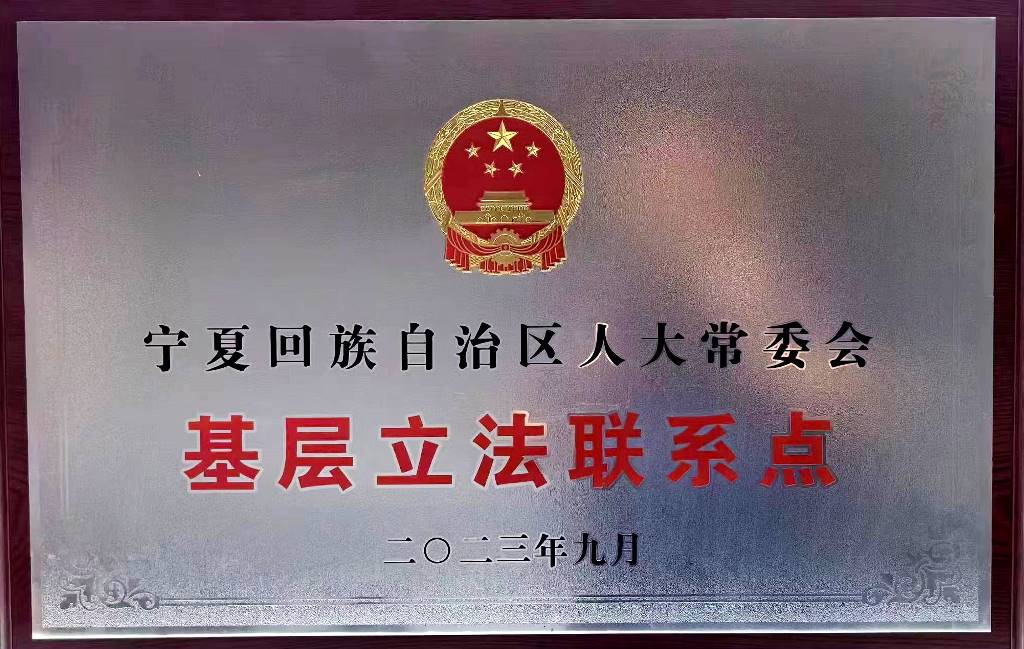 宁夏回族自治区人大常委会
基层立法联系点
二〇二三年九月